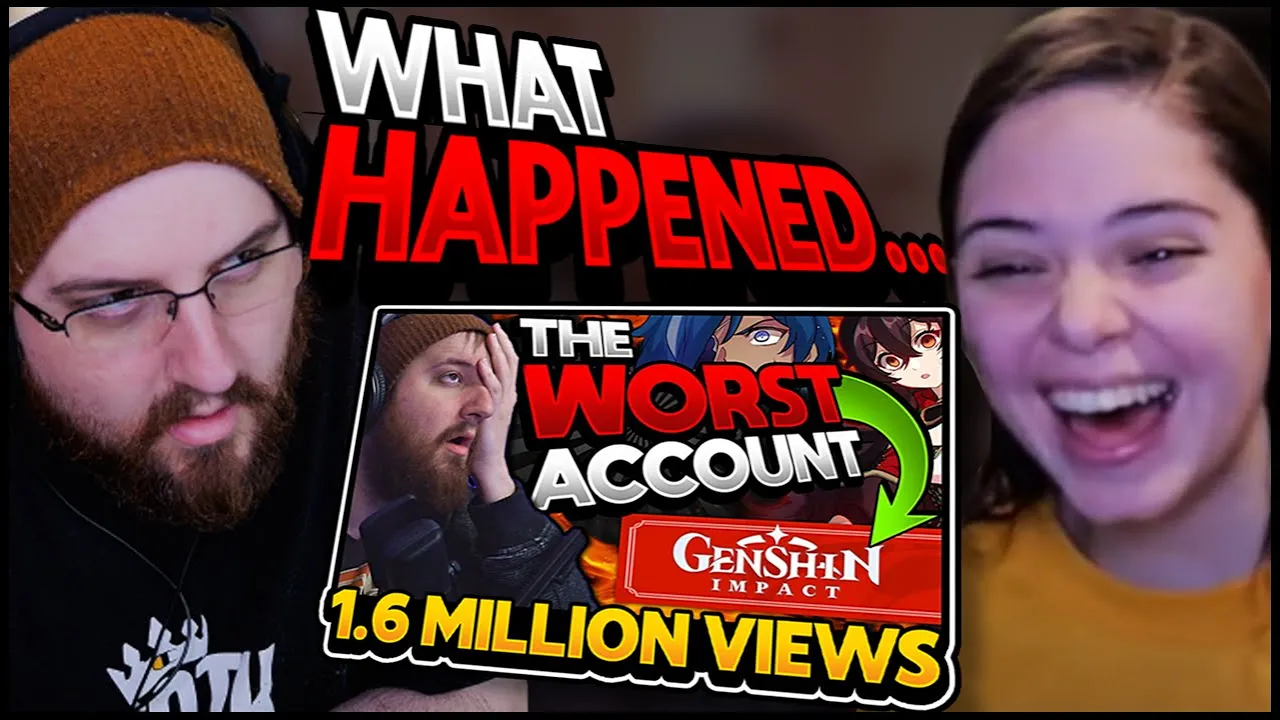 WHAT
HAPPENED...
THE
WORST
ACCOUNT
GENSHIN
IMPACT
1.6 MILLION VIEWS